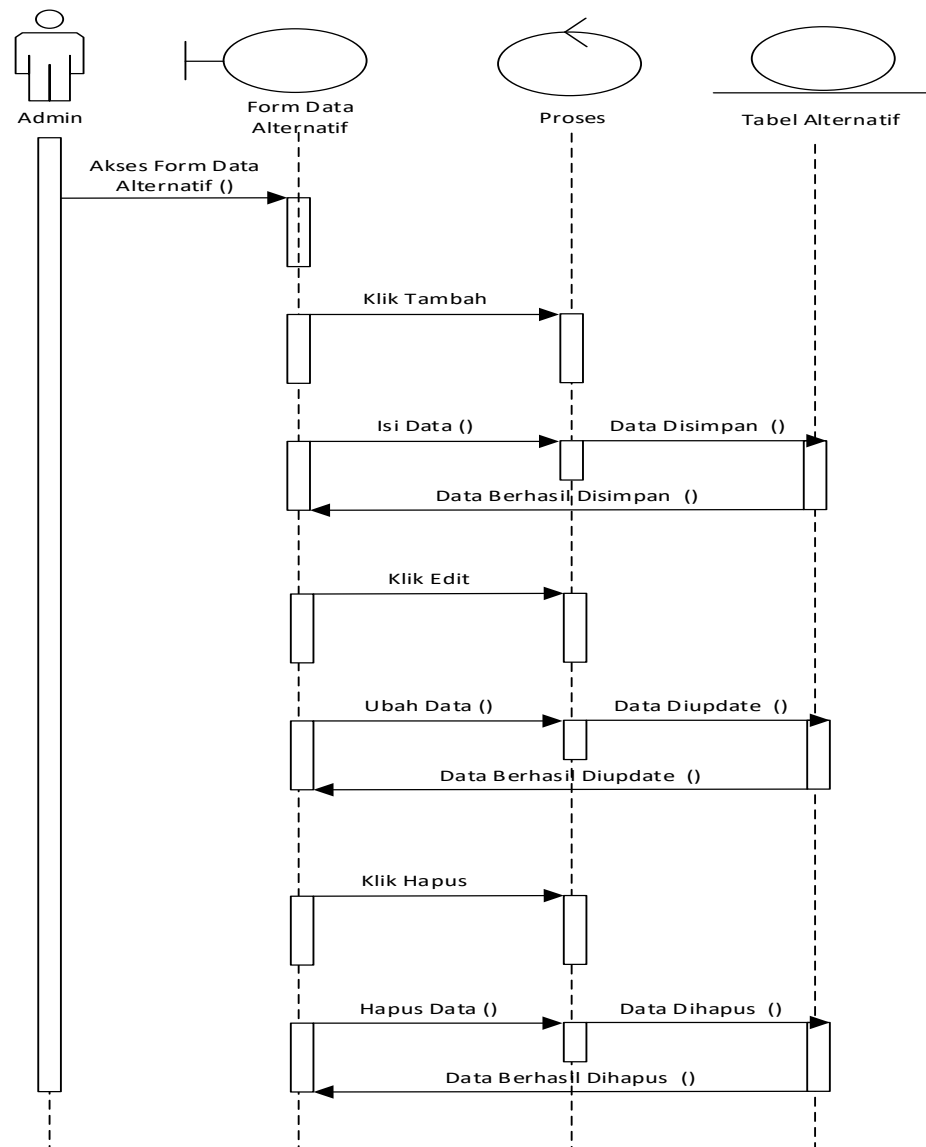 Admin
Form Data
Alternatif
Proses
Tabel Alternatif
Akses Form Data
Alternatif ()
Klik Tambah
Isi Data ()
Data Disimpan ()
Data Berhasil Disimpan ()
Klik Edit
Ubah Data ()
Data Diupdate ()
Data Berhasil Diupdate ()
Klik Hapus
Hapus Data ()
Data Dihapus ()
Data Berhasil Dihapus ()